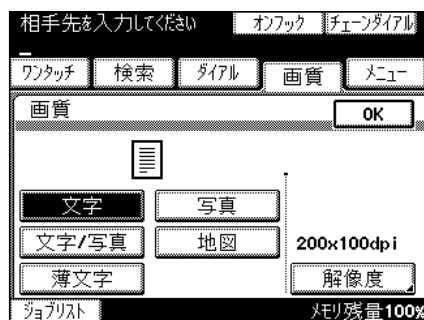 相手先を入力してください オンフック チェーンダイアル
ワンタッチ 検索 ダイアル 画質 メニュー
画質 OK
文字 写真
文字/写真 地図 200x100dpi
薄文字 解像度
ジョブリスト メモリ残量100%